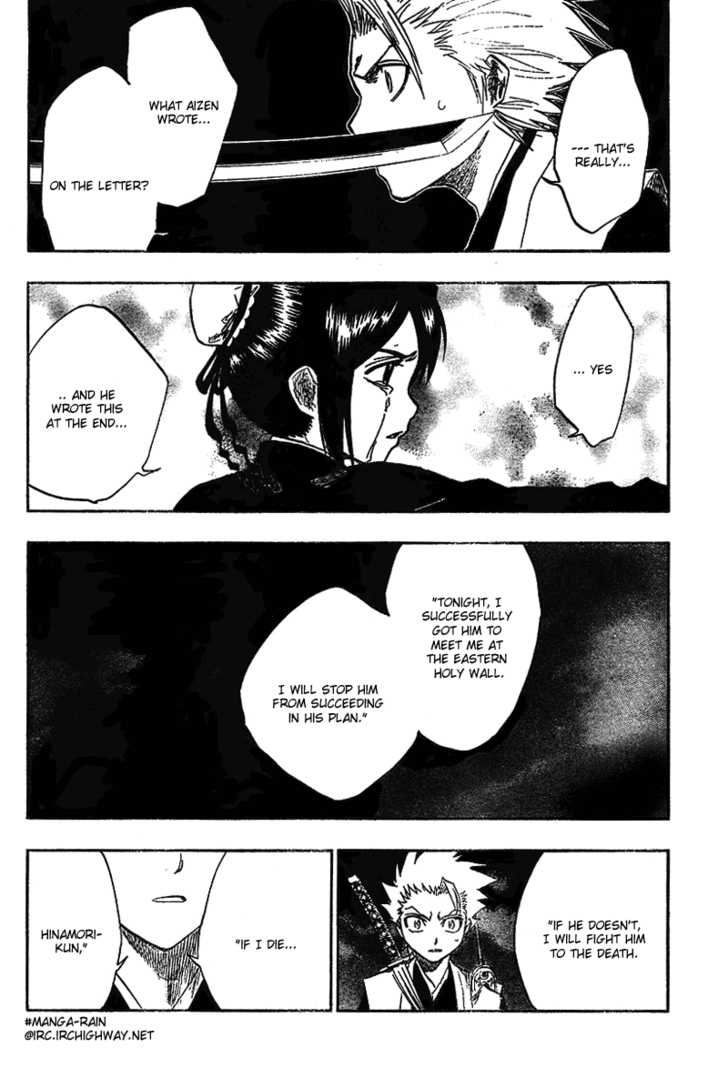 --- THAT'S
REALLY...
WHAT AIZEN
WROTE...
ON THE LETTER?
... YES
.. AND HE
WROTE THIS
AT THE END...
"TONIGHT, I
SUCCESSFULLY
GOT HIM TO
MEET ME AT
THE EASTERN
HOLY WALL.
I WILL STOP HIM
FROM SUCCEEDING
IN HIS PLAN."
"IF HE DOESN'T,
I WILL FIGHT HIM
TO THE DEATH.
"IF I DIE...
HINAMORI-
KUN,"
#MANGA-RAIN
@IRC.IRCHIGHWAY.NET